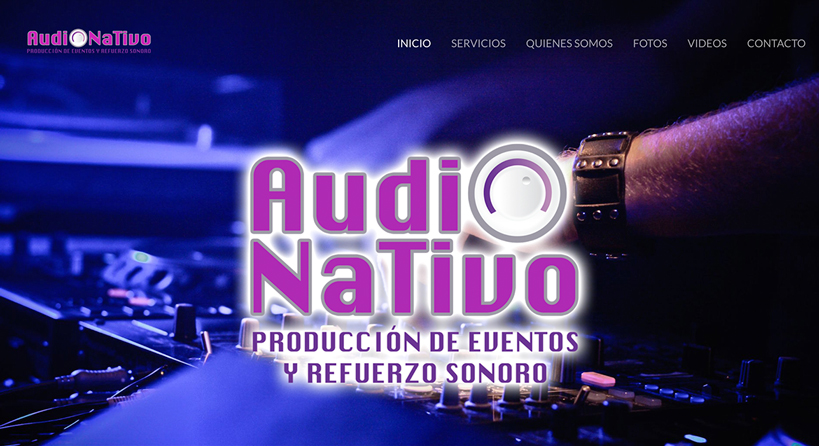 AudioNaTivo
PRODUCCIÓN DE EVENTOS Y REFUERZO SONORO
INICIO
SERVICIOS
QUIENES SOMOS
FOTOS
VIDEOS
CONTACTO
Audio
NaTivo
PRODUCCIÓN DE EVENTOS
Y REFUERZO SONORO